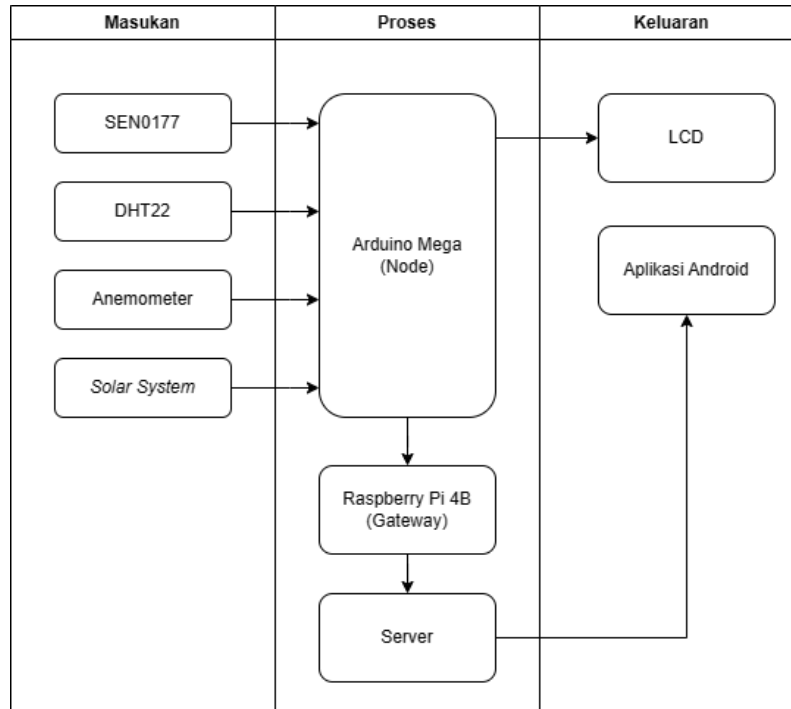 Masukan
Proses
Keluaran
SEN0177
DHT22
Anemometer
Solar System
Arduino Mega
(Node)
Raspberry Pi 4B
(Gateway)
Server
LCD
Aplikasi Android